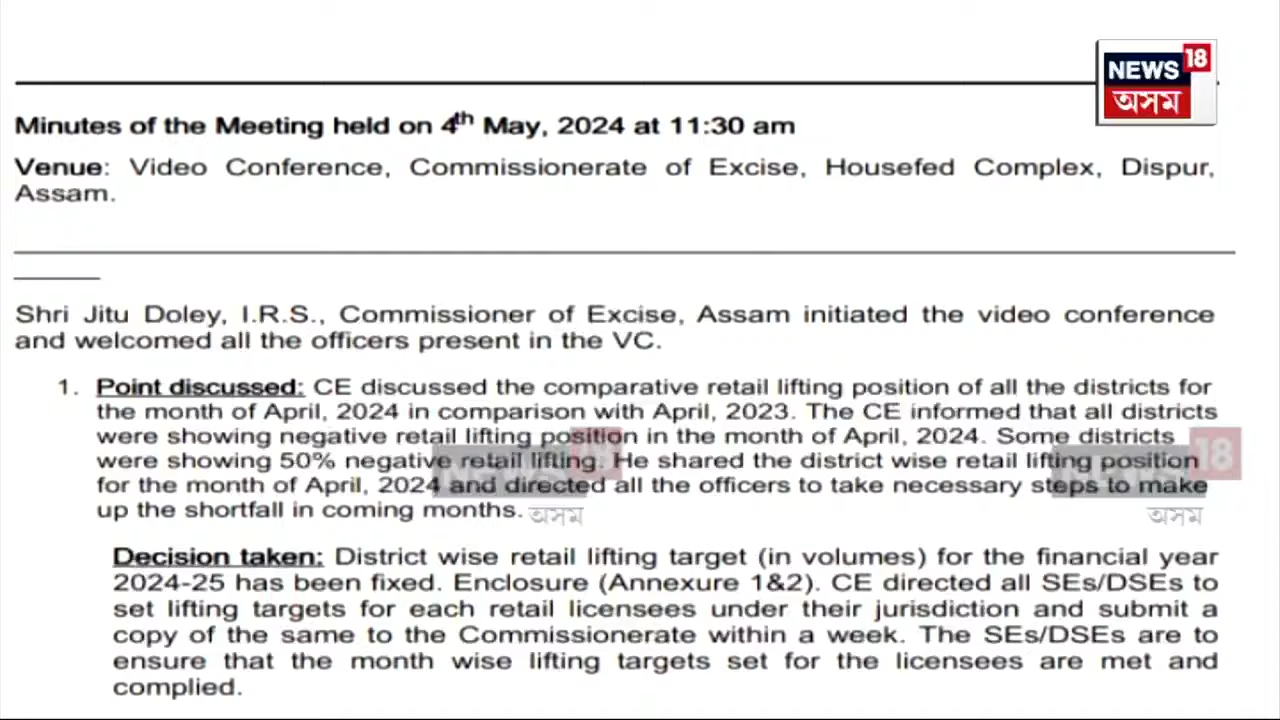 NEWS 18
অসম
Minutes of the Meeting held on 4th May, 2024 at 11:30 am
Venue: Video Conference, Commissionerate of Excise, Housefed Complex, Dispur,
Assam.
Shri Jitu Doley, I.R.S., Commissioner of Excise, Assam initiated the video conference
and welcomed all the officers present in the VC.
1. Point discussed: CE discussed the comparative retail lifting position of all the districts for
the month of April, 2024 in comparison with April, 2023. The CE informed that all districts
were showing negative retail lifting position in the month of April, 2024. Some districts
were showing 50% negative retail lifting. He shared the district wise retail lifting position
for the month of April, 2024 and directed all the officers to take necessary steps to make
up the shortfall in coming months.
NEWS 18
অসম
NEWS 18
অসম
Decision taken: District wise retail lifting target (in volumes) for the financial year
2024-25 has been fixed. Enclosure (Annexure 1&2). CE directed all SEs/DSEs to
set lifting targets for each retail licensees under their jurisdiction and submit a
copy of the same to the Commissionerate within a week. The SEs/DSEs are to
ensure that the month wise lifting targets set for the licensees are met and
complied.